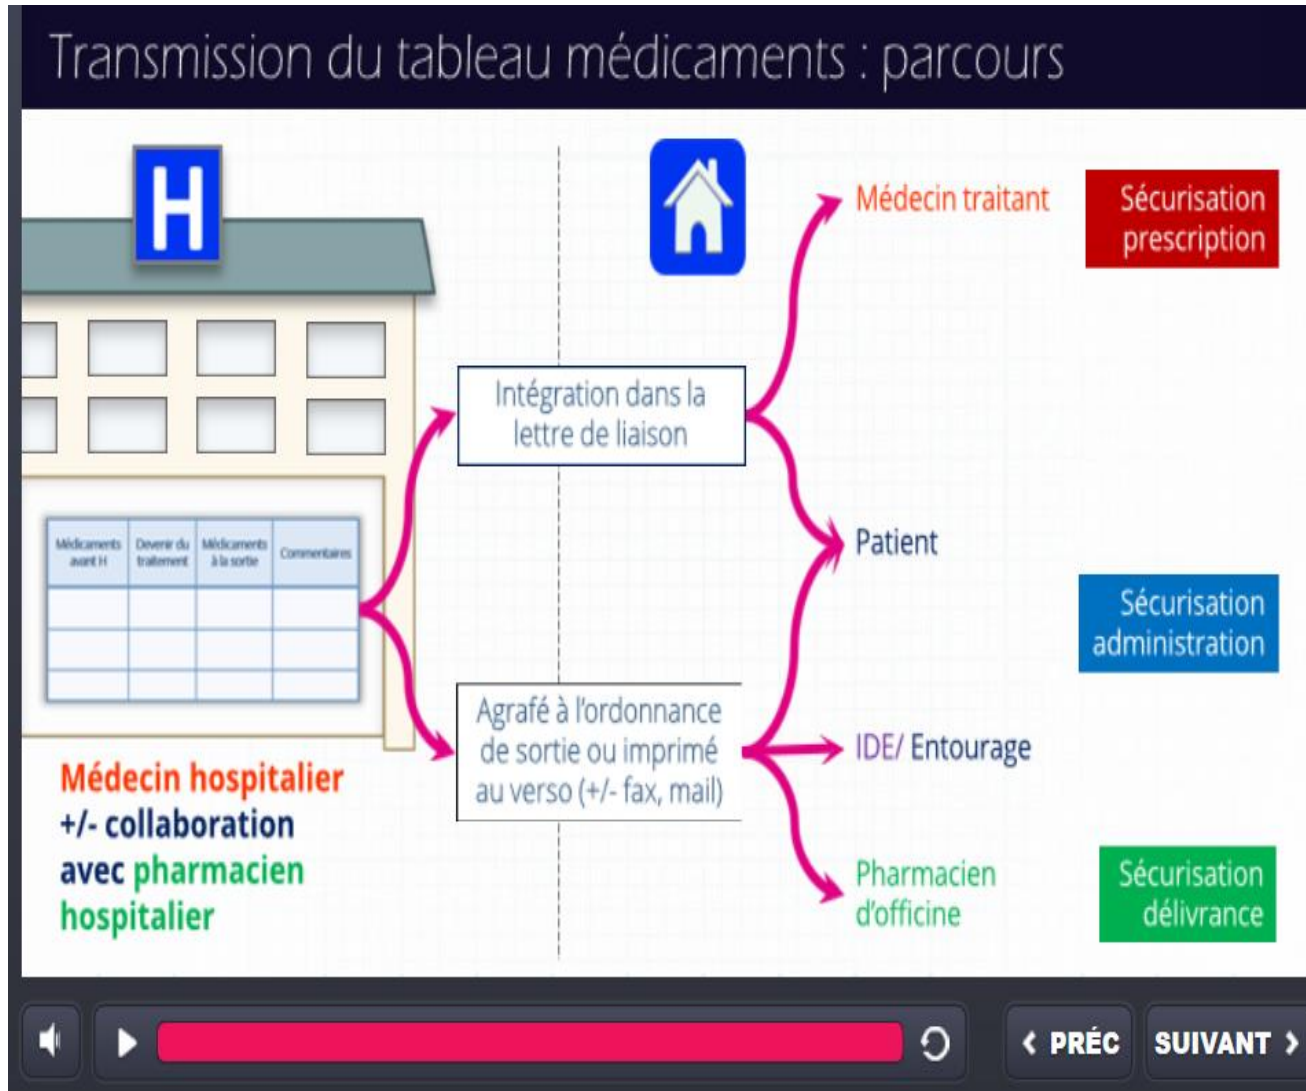 Transmission du tableau médicaments : parcours
H
Médecin traitant
Sécurisation
prescription
Intégration dans la
lettre de liaison
Médicaments
avant H
Devenir du
traitement
Médicaments
à la sortie
Commentaires
Patient
Sécurisation
administration
Agrafé à l’ordonnance
de sortie ou imprimé
au verso (+/- fax, mail)
IDE/ Entourage
Médecin hospitalier
+/- collaboration
avec pharmacien
hospitalier
Pharmacien
d’officine
Sécurisation
délivrance
PRÉC
SUIVANT